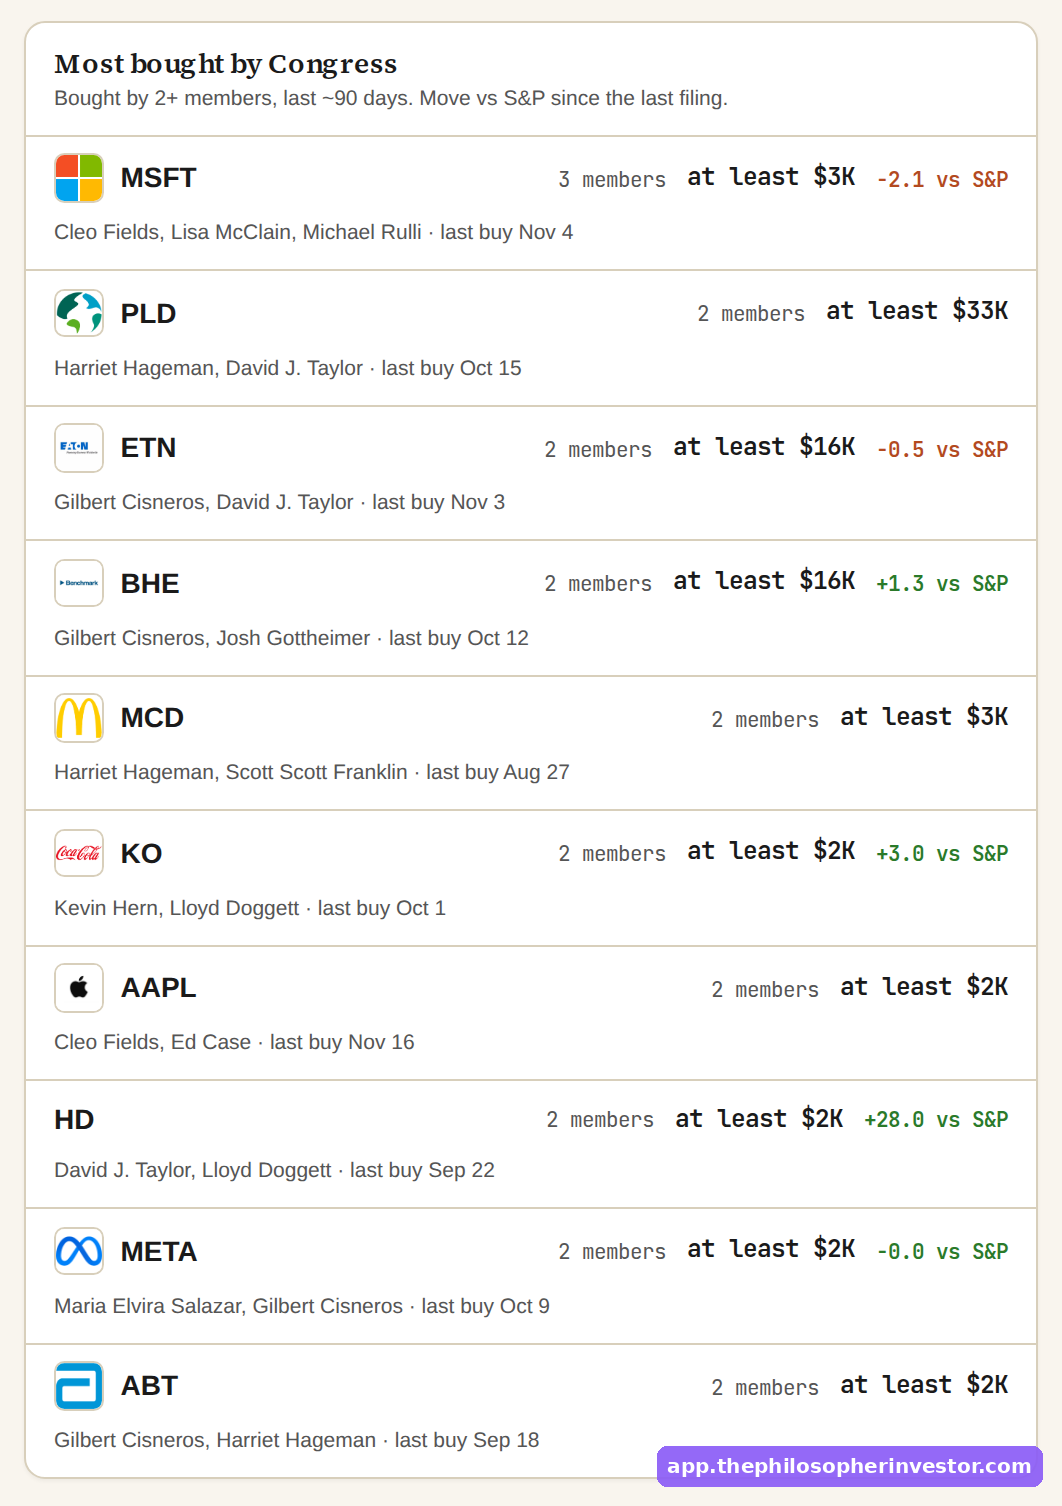 Most bought by Congress
Bought by 2+ members, last ~90 days. Move vs S&P since the last filing.
MSFT 3 members at least $3K -2.1 vs S&P
Cleo Fields, Lisa McClain, Michael Rulli · last buy Nov 4
PLD 2 members at least $33K
Harriet Hageman, David J. Taylor · last buy Oct 15
EATON
ETN 2 members at least $16K -0.5 vs S&P
Gilbert Cisneros, David J. Taylor · last buy Nov 3
Benchmark
BHE 2 members at least $16K +1.3 vs S&P
Gilbert Cisneros, Josh Gottheimer · last buy Oct 12
MCD 2 members at least $3K
Harriet Hageman, Scott Scott Franklin · last buy Aug 27
Coca-Cola
KO 2 members at least $2K +3.0 vs S&P
Kevin Hern, Lloyd Doggett · last buy Oct 1
AAPL 2 members at least $2K
Cleo Fields, Ed Case · last buy Nov 16
HD 2 members at least $2K +28.0 vs S&P
David J. Taylor, Lloyd Doggett · last buy Sep 22
META 2 members at least $2K -0.0 vs S&P
Maria Elvira Salazar, Gilbert Cisneros · last buy Oct 9
ABT 2 members at least $2K
Gilbert Cisneros, Harriet Hageman · last buy Sep 18
app.thephilosopherinvestor.com